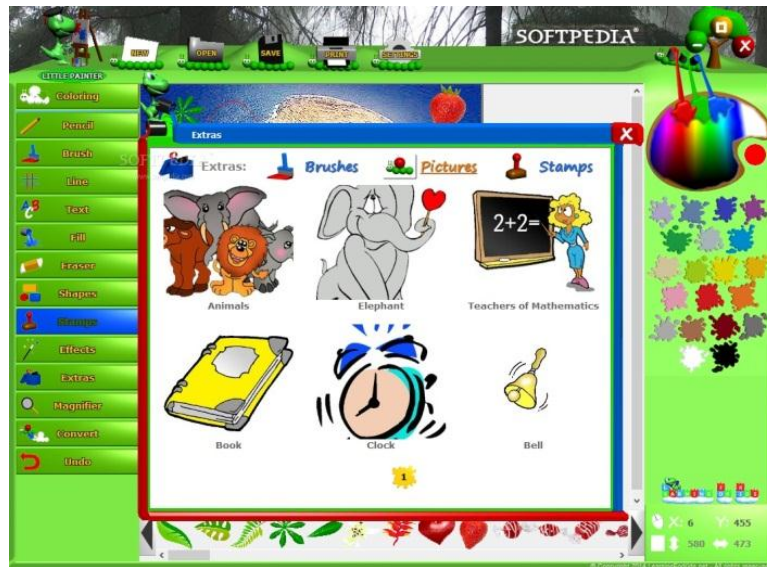 SOFTPEDIA®
NEW
OPEN
SAVE
PRINT
SETTINGS
LITTLE PAINTER
Coloring
Pencil
Brush
Line
Text
Fill
Eraser
Shapes
Stamps
Effects
Extras
Magnifier
Convert
Undo
Extras
X
Extras:
Brushes
Pictures
Stamps
2+2=
Animals
Elephant
Teachers of Mathematics
Book
Clock
Bell
1
X: 6 Y: 455
580 473